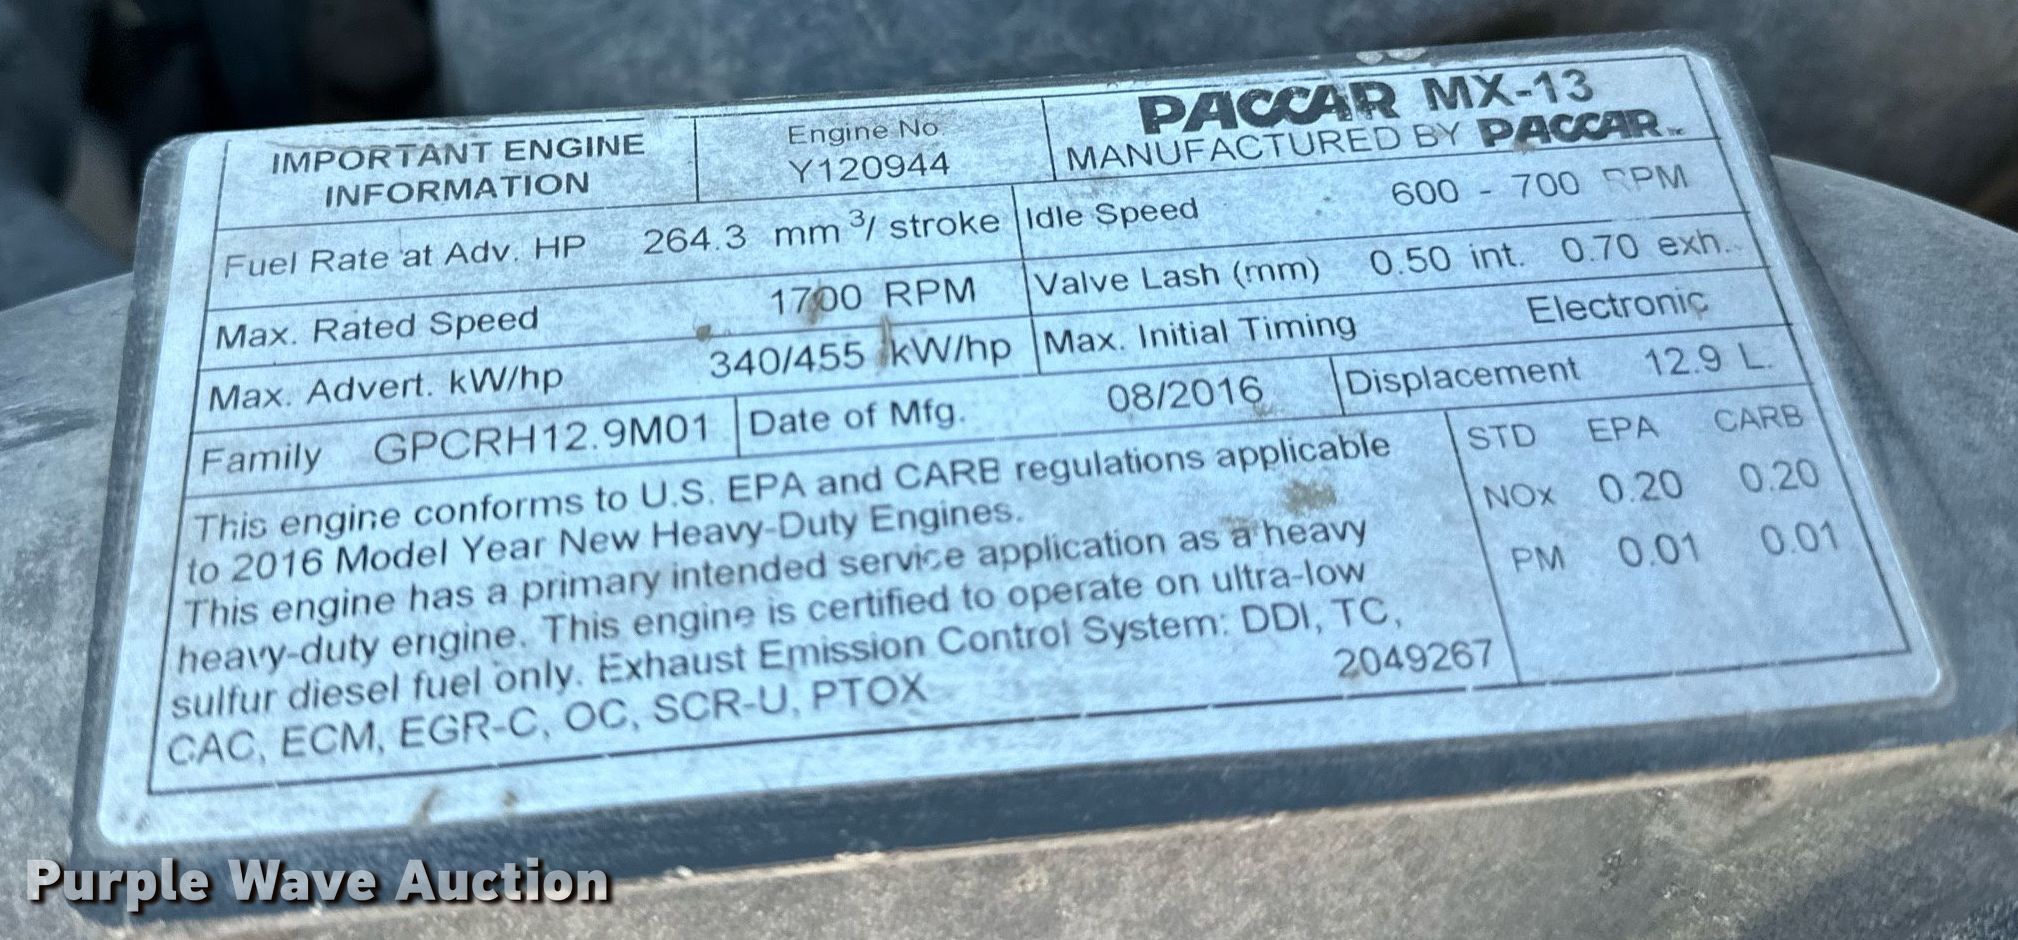 IMPORTANT ENGINE
INFORMATION
Engine No
Y120944
PACCAR MX-13
MANUFACTURED BY PACCAR INC
Fuel Rate at Adv. HP 264.3 mm³/ stroke
Idle Speed 600 - 700 RPM
Max. Rated Speed 1700 RPM
Valve Lash (mm) 0.50 int. 0.70 exh.
Max. Advert. kW/hp 340/455 kW/hp
Max. Initial Timing Electronic
Family GPCRH12.9M01
Date of Mfg. 08/2016
Displacement 12.9 L.
This engine conforms to U.S. EPA and CARB regulations applicable
to 2016 Model Year New Heavy-Duty Engines.
This engine has a primary intended service application as a heavy
heavy-duty engine. This engine is certified to operate on ultra-low
sulfur diesel fuel only. Exhaust Emission Control System: DDI, TC,
CAC, ECM, EGR-C, OC, SCR-U, PTOX
2049267
STD EPA CARB
NOx 0.20 0.20
PM 0.01 0.01
Purple Wave Auction